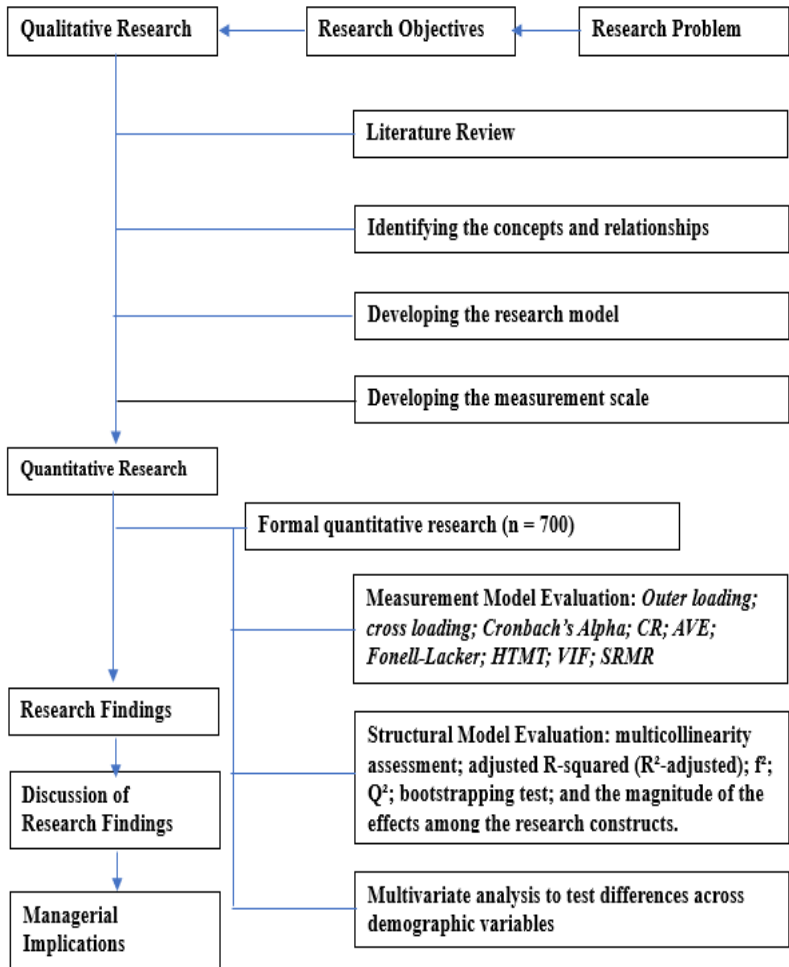 Qualitative Research
Research Objectives
Research Problem
Literature Review
Identifying the concepts and relationships
Developing the research model
Developing the measurement scale
Quantitative Research
Formal quantitative research (n = 700)
Measurement Model Evaluation: Outer loading;
cross loading; Cronbach's Alpha; CR; AVE;
Fonell-Lacker; HTMT; VIF; SRMR
Research Findings
Structural Model Evaluation: multicollinearity
assessment; adjusted R-squared (R²-adjusted); f²;
Q²; bootstrapping test; and the magnitude of the
effects among the research constructs.
Discussion of
Research Findings
Multivariate analysis to test differences across
demographic variables
Managerial
Implications